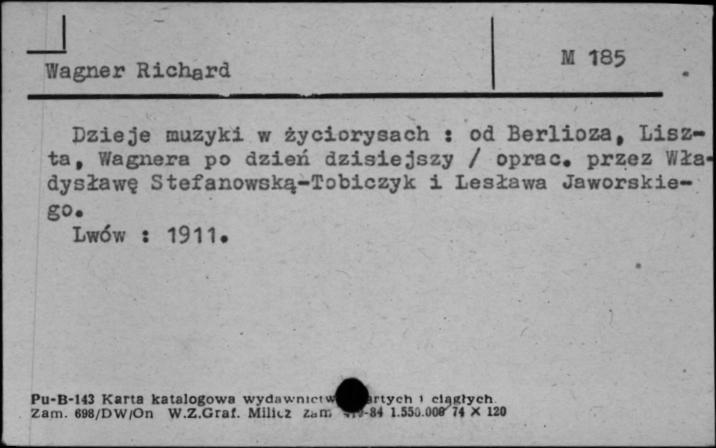 Wagner Richard
M 185
Dzieje muzyki w życiorysach : od Berlioza, Lisz-
ta, Wagnera po dzień dzisiejszy / oprac. przez Wła-
dysławę Stefanowską-Tobiczyk i Lesława Jaworskie-
go.
Lwów : 1911.
Pu-B-143 Karta katalogowa wydawnictw artych i ciągłych
Zam. 698/DW/On W.Z.Graf. Milicz zam -84 1.550.000 74 X 120